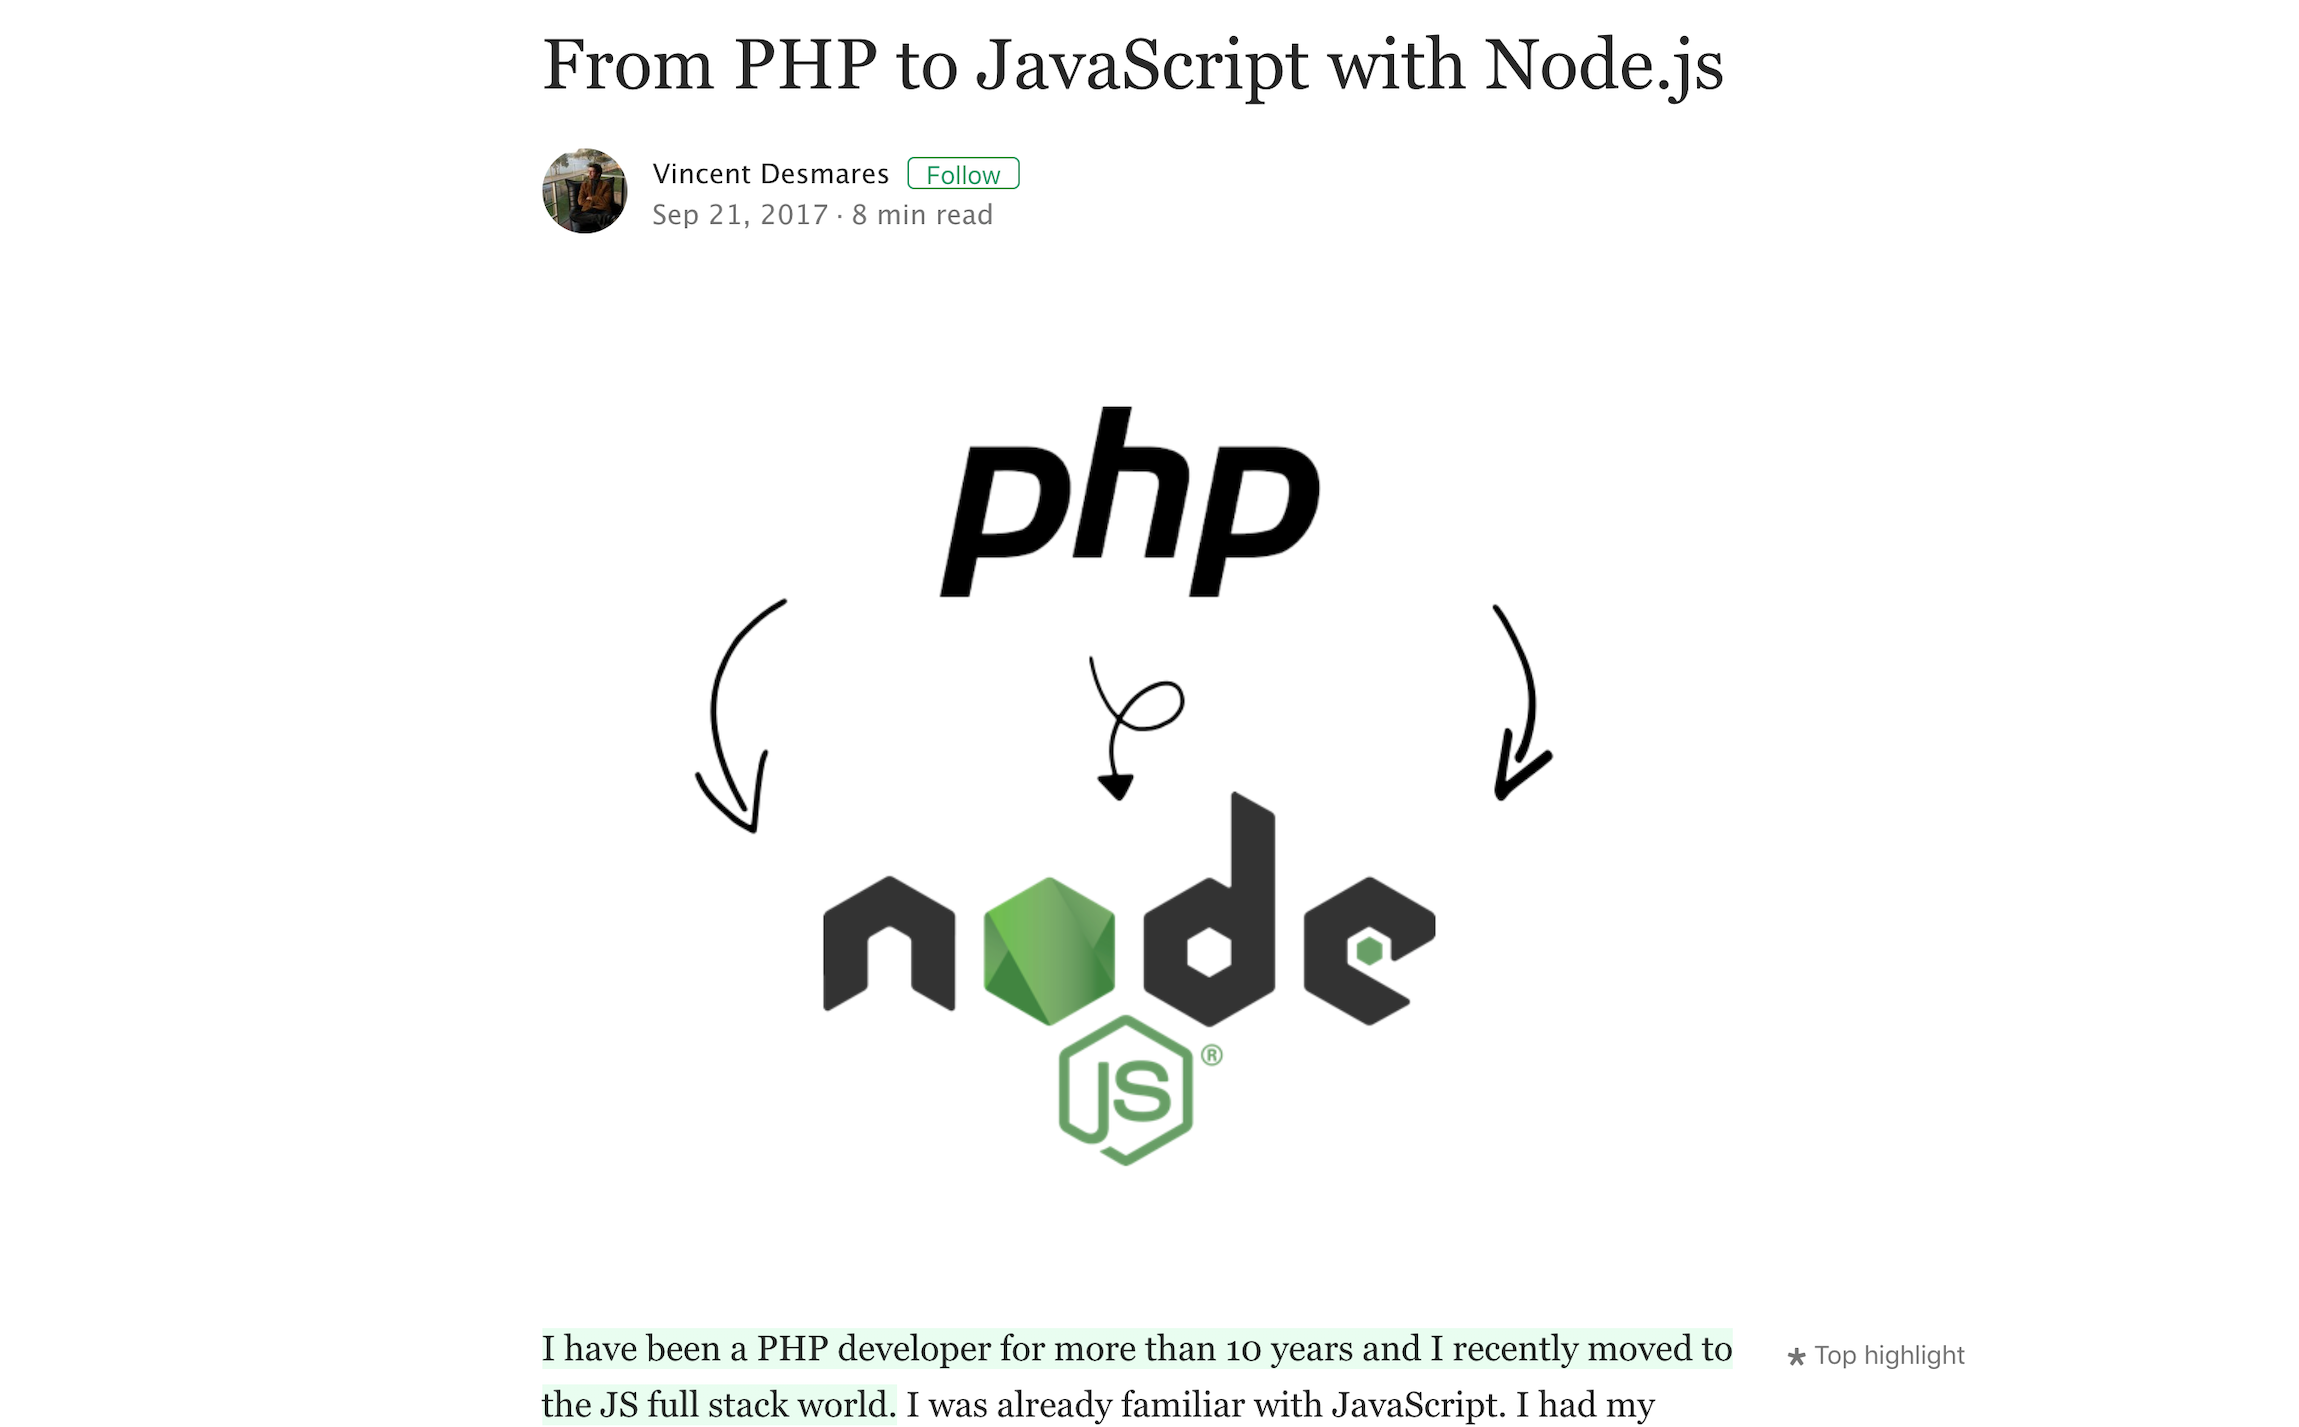 From PHP to JavaScript with Node.js
Vincent Desmares Follow
Sep 21, 2017 · 8 min read
php
node
JS®
I have been a PHP developer for more than 10 years and I recently moved to
* Top highlight
the JS full stack world. I was already familiar with JavaScript. I had my